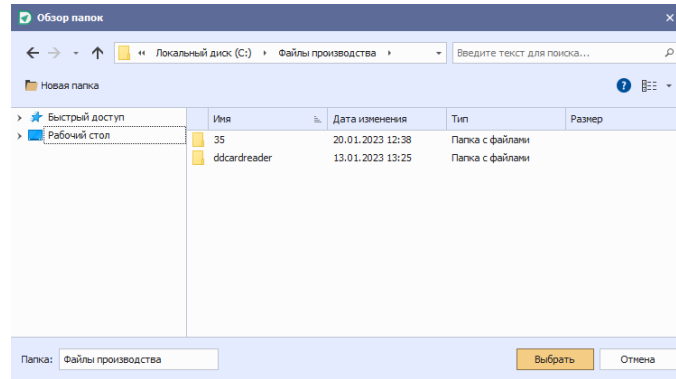 Обзор папок
‹‹ Локальный диск (C:) › Файлы производства ›
Введите текст для поиска...
Новая папка
Быстрый доступ
Рабочий стол
Имя Дата изменения Тип Размер
35 20.01.2023 12:38 Папка с файлами
ddcardreader 13.01.2023 13:25 Папка с файлами
Папка: Файлы производства
Выбрать Отмена